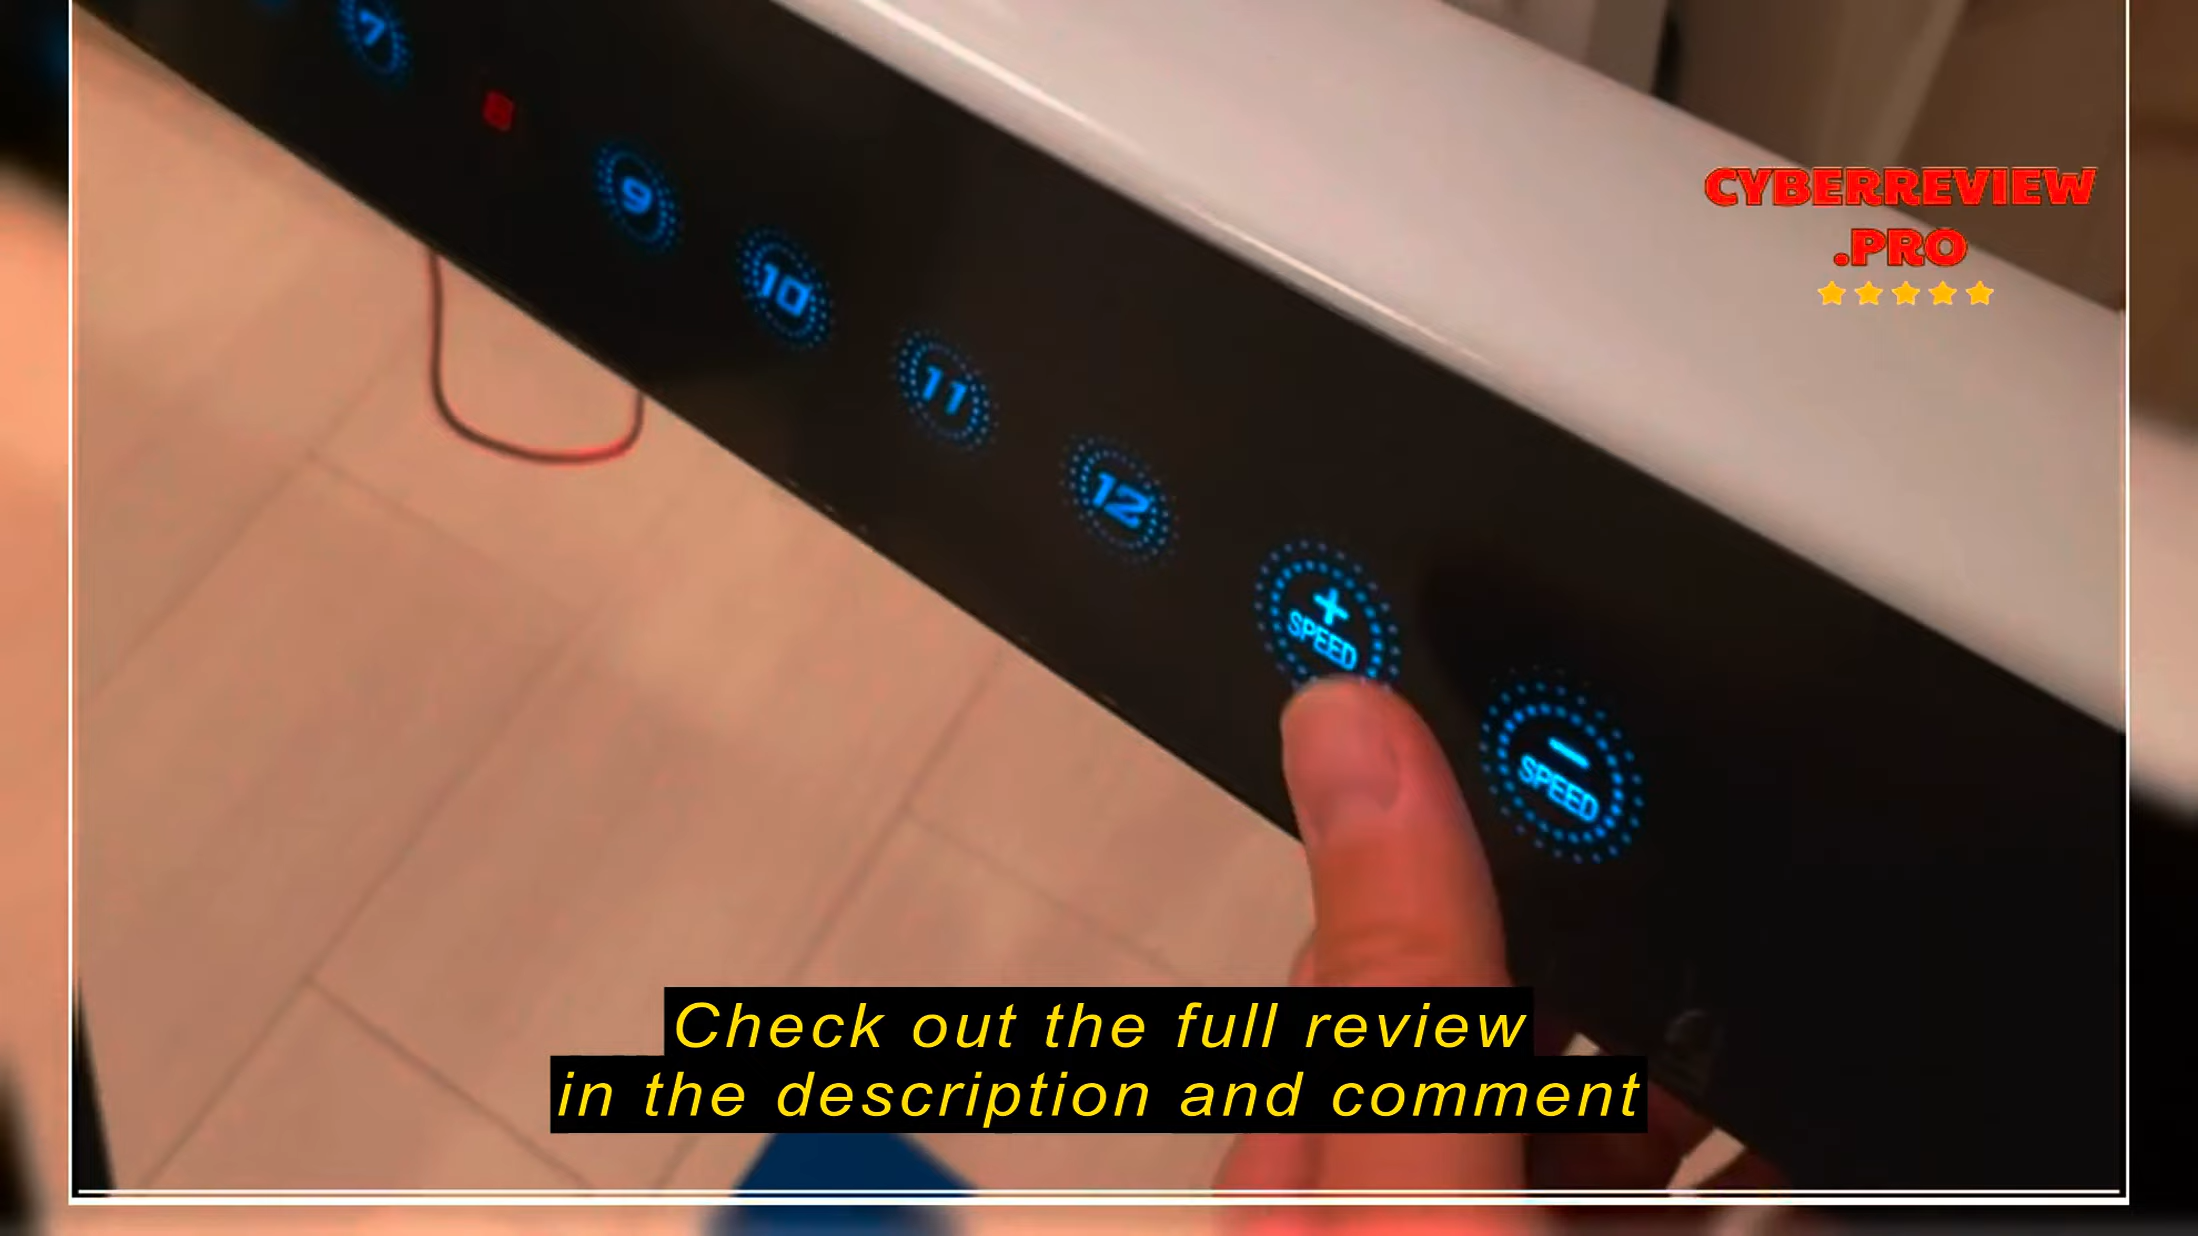 7
9
10
11
12
+
SPEED
-
SPEED
CYBERREVIEW
.PRO
Check out the full review
in the description and comment